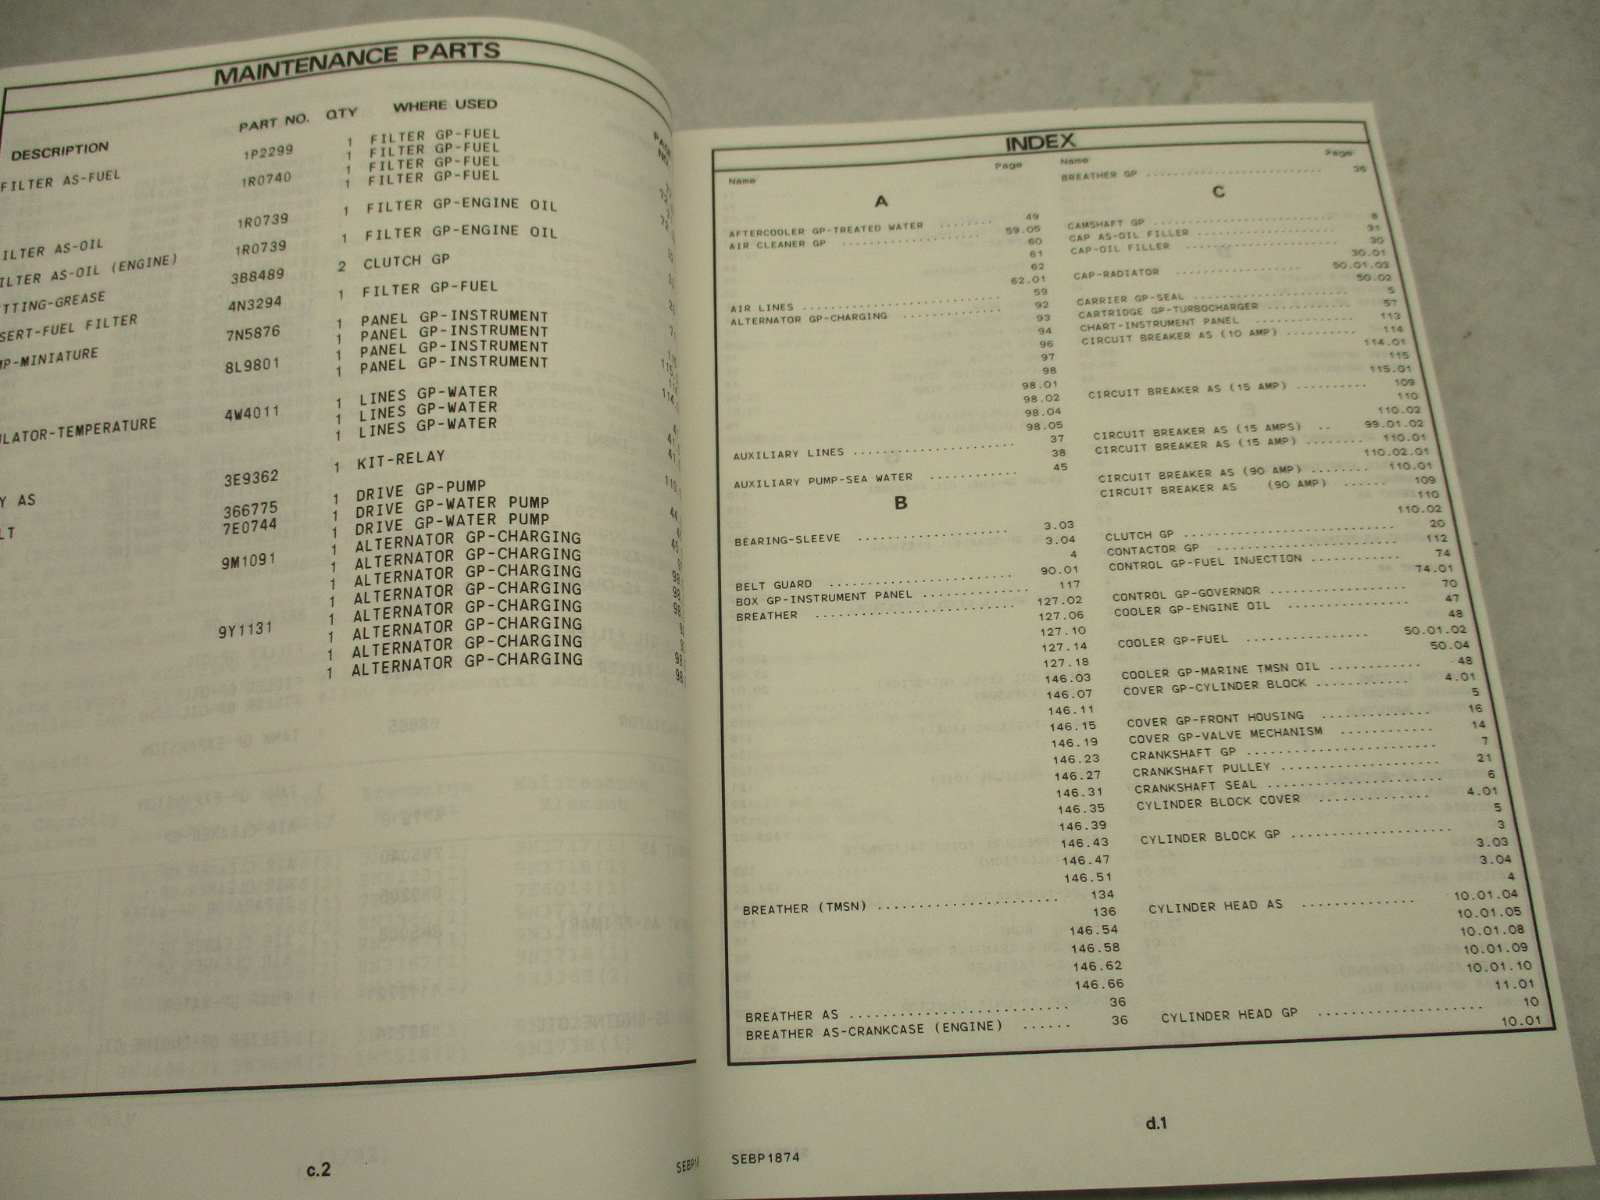 MAINTENANCE PARTS
DESCRIPTION PART NO. QTY WHERE USED
1 FILTER GP-FUEL
1P2299 1 FILTER GP-FUEL
1 FILTER GP-FUEL
FILTER AS-FUEL 1R0740 1 FILTER GP-FUEL
1R0739 1 FILTER GP-ENGINE OIL
ILTER AS-OIL 1R0739 1 FILTER GP-ENGINE OIL
ILTER AS-OIL (ENGINE) 3B8489 2 CLUTCH GP
TTING-GREASE 4N3294 1 FILTER GP-FUEL
SERT-FUEL FILTER 7N5876 1 PANEL GP-INSTRUMENT
1 PANEL GP-INSTRUMENT
MP-MINIATURE 8L9801 1 PANEL GP-INSTRUMENT
1 PANEL GP-INSTRUMENT
4W4011 1 LINES GP-WATER
ULATOR-TEMPERATURE 1 LINES GP-WATER
1 LINES GP-WATER
3E9362 1 KIT-RELAY
Y AS 366775 1 DRIVE GP-PUMP
LT 7E0744 1 DRIVE GP-WATER PUMP
1 DRIVE GP-WATER PUMP
9M1091 1 ALTERNATOR GP-CHARGING
1 ALTERNATOR GP-CHARGING
1 ALTERNATOR GP-CHARGING
1 ALTERNATOR GP-CHARGING
9Y1131 1 ALTERNATOR GP-CHARGING
1 ALTERNATOR GP-CHARGING
1 ALTERNATOR GP-CHARGING
1 ALTERNATOR GP-CHARGING
c.2
INDEX
Name Page
A
AFTERCOOLER GP-TREATED WATER ........ 49
AIR CLEANER GP .................... 59.05
60
61
62
62.01
AIR LINES ........................ 59
ALTERNATOR GP-CHARGING ............ 92
93
94
96
97
98
98.01
98.02
98.04
98.05
AUXILIARY LINES .................... 37
38
AUXILIARY PUMP-SEA WATER ........... 45
B
BEARING-SLEEVE .................... 3.03
3.04
4
BELT GUARD ........................ 90.01
BOX GP-INSTRUMENT PANEL ............. 117
BREATHER ........................ 127.02
127.06
127.10
127.14
127.18
146.03
146.07
146.11
146.15
146.19
146.23
146.27
146.31
146.35
146.39
146.43
146.47
146.51
BREATHER (TMSN) .................... 134
136
146.54
146.58
146.62
146.66
BREATHER AS ........................ 36
BREATHER AS-CRANKCASE (ENGINE) ...... 36
Name Page
BREATHER GP ........................ 36
C
CAMSHAFT GP ........................ 8
CAP AS-OIL FILLER .................. 31
CAP-OIL FILLER .................... 30
30.01
CAP-RADIATOR .................... 50.01.03
50.02
CARRIER GP-SEAL .................... 5
CARTRIDGE GP-TURBOCHARGER .......... 57
CHART-INSTRUMENT PANEL ............. 113
CIRCUIT BREAKER AS (10 AMP) .......... 114
114.01
115
115.01
CIRCUIT BREAKER AS (15 AMP) .......... 109
110
110.02
CIRCUIT BREAKER AS (15 AMPS) .. 99.01.02
CIRCUIT BREAKER AS (15 AMP) ........ 110.01
110.02.01
CIRCUIT BREAKER AS (90 AMP) ........ 110.01
CIRCUIT BREAKER AS (90 AMP) ...... 109
110
110.02
CLUTCH GP ........................ 20
CONTACTOR GP .................... 112
CONTROL GP-FUEL INJECTION ............ 74
74.01
CONTROL GP-GOVERNOR ................ 70
COOLER GP-ENGINE OIL ............... 47
48
COOLER GP-FUEL ................ 50.01.02
50.04
COOLER GP-MARINE TMSN OIL ............ 48
COVER GP-CYLINDER BLOCK ............ 4.01
5
COVER GP-FRONT HOUSING .............. 16
COVER GP-VALVE MECHANISM ............ 14
CRANKSHAFT GP .................... 7
CRANKSHAFT PULLEY .................. 21
CRANKSHAFT SEAL .................... 6
CYLINDER BLOCK COVER .............. 4.01
5
CYLINDER BLOCK GP .................... 3
3.03
3.04
4
CYLINDER HEAD AS .............. 10.01.04
10.01.05
10.01.08
10.01.09
10.01.10
11.01
CYLINDER HEAD GP .................... 10
10.01
d.1
SEBP1874